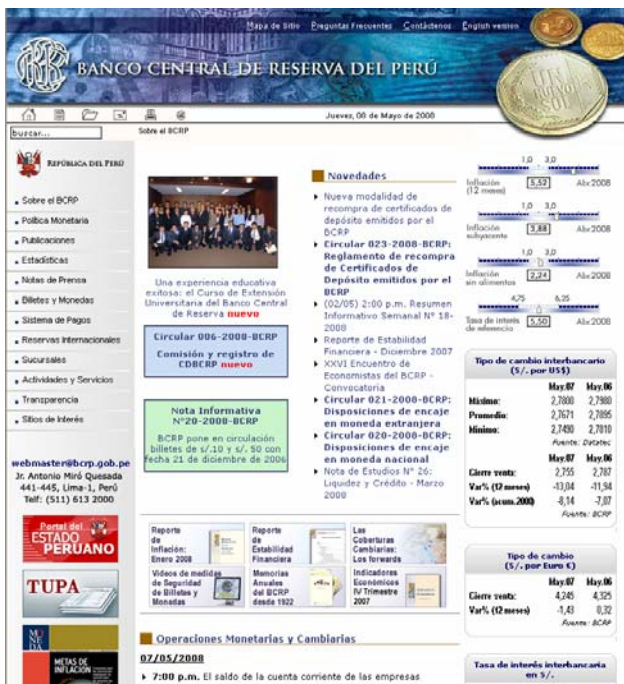 Mapa de Sitio Preguntas Frecuentes Contáctenos English version
BANCO CENTRAL DE RESERVA DEL PERÚ
UN
NUEVO
SOL
Jueves, 08 de Mayo de 2008
buscar...
Sobre el BCRP
REPÚBLICA DEL PERÚ
Sobre el BCRP
Política Monetaria
Publicaciones
Estadísticas
Notas de Prensa
Billetes y Monedas
Sistema de Pagos
Reservas Internacionales
Sucursales
Actividades y Servicios
Transparencia
Sitios de Interés
webmaster@bcrp.gob.pe
Jr. Antonio Miró Quesada
441-445, Lima-1, Perú
Telf: (511) 613 2000
Portal del
ESTADO
PERUANO
TUPA
MO
NE
DA
METAS DE
INFLACIÓN
Una experiencia educativa
exitosa: el Curso de Extensión
Universitaria del Banco Central
de Reserva nuevo
Circular 006-2008-BCRP
Comisión y registro de
CDBCRP nuevo
Nota Informativa
N°20-2008-BCRP
BCRP pone en circulación
billetes de s/.10 y s/. 50 con
fecha 21 de diciembre de 2006
Novedades
Nueva modalidad de
recompra de certificados de
depósito emitidos por el
BCRP
Circular 023-2008-BCRP:
Reglamento de recompra
de Certificados de
Depósito emitidos por el
BCRP
(02/05) 2:00 p.m. Resumen
Informativo Semanal N° 18-
2008
Reporte de Estabilidad
Financiera - Diciembre 2007
XXVI Encuentro de
Economistas del BCRP -
Convocatoria
Circular 021-2008-BCRP:
Disposiciones de encaje
en moneda extranjera
Circular 020-2008-BCRP:
Disposiciones de encaje
en moneda nacional
Nota de Estudios N° 26:
Liquidez y Crédito - Marzo
2008
Reporte
de
Inflación:
Enero 2008
Reporte
de
Estabilidad
Financiera
Las
Coberturas
Cambiarias:
Los forwards
Videos de medidas
de Seguridad
de Billetes y
Monedas
Memorias
Anuales
del BCRP
desde 1922
Indicadores
Económicos
IV Trimestre
2007
Operaciones Monetarias y Cambiarias
07/05/2008
7:00 p.m. El saldo de la cuenta corriente de las empresas
1,0 3,0
Inflación 5,52 Abr 2008
(12 meses)
1,0 3,0
Inflación 3,88 Abr 2008
subyacente
1,0 3,0
Inflación 2,24 Abr 2008
sin alimentos
4,75 6,25
Tasa de interés 5,50 Abr 2008
de referencia
Tipo de cambio interbancario
(S/. por US$)
May.07 May.06
Máximo: 2,7800 2,7980
Promedio: 2,7671 2,7895
Mínimo: 2,7490 2,7810
Fuente: Datatec
May.07 May.06
Cierre venta: 2,755 2,787
Var% (12 meses) -13,04 -11,94
Var% (acum.2008) -8,14 -7,07
Fuente: BCRP
Tipo de cambio
(S/. por Euro €)
May.07 May.06
Cierre venta: 4,245 4,325
Var% (12 meses) -1,43 0,32
Fuente: BCRP
Tasa de interés interbancaria
en S/.